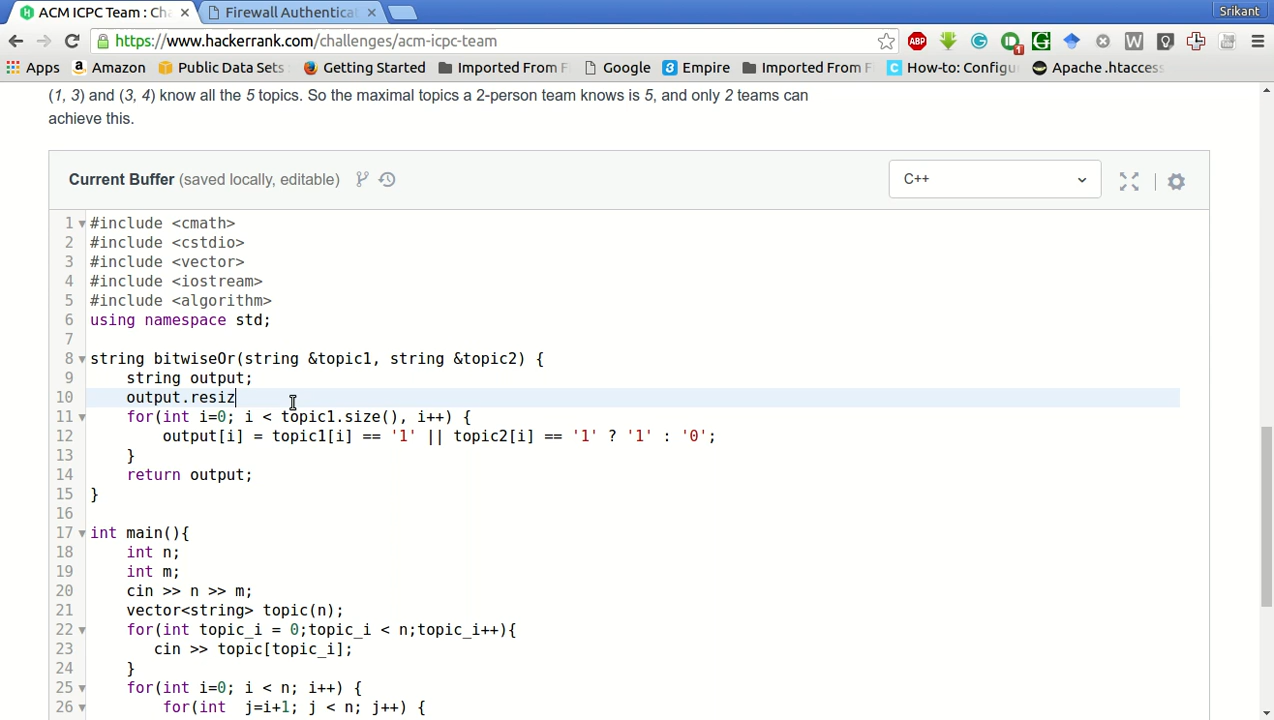 ACM ICPC Team : Cha
Firewall Authenticat
Srikant
https://www.hackerrank.com/challenges/acm-icpc-team
Apps
Amazon
Public Data Sets
Getting Started
Imported From F
Google
Empire
Imported From F
How-to: Configu
Apache .htaccess
(1, 3) and (3, 4) know all the 5 topics. So the maximal topics a 2-person team knows is 5, and only 2 teams can
achieve this.
Current Buffer (saved locally, editable)
C++
1 #include <cmath>
2 #include <cstdio>
3 #include <vector>
4 #include <iostream>
5 #include <algorithm>
6 using namespace std;
7
8 string bitwiseOr(string &topic1, string &topic2) {
9 string output;
10 output.resiz
11 for(int i=0; i < topic1.size(), i++) {
12 output[i] = topic1[i] == '1' || topic2[i] == '1' ? '1' : '0';
13 }
14 return output;
15 }
16
17 int main(){
18 int n;
19 int m;
20 cin >> n >> m;
21 vector<string> topic(n);
22 for(int topic_i = 0;topic_i < n;topic_i++){
23 cin >> topic[topic_i];
24 }
25 for(int i=0; i < n; i++) {
26 for(int j=i+1; j < n; j++) {